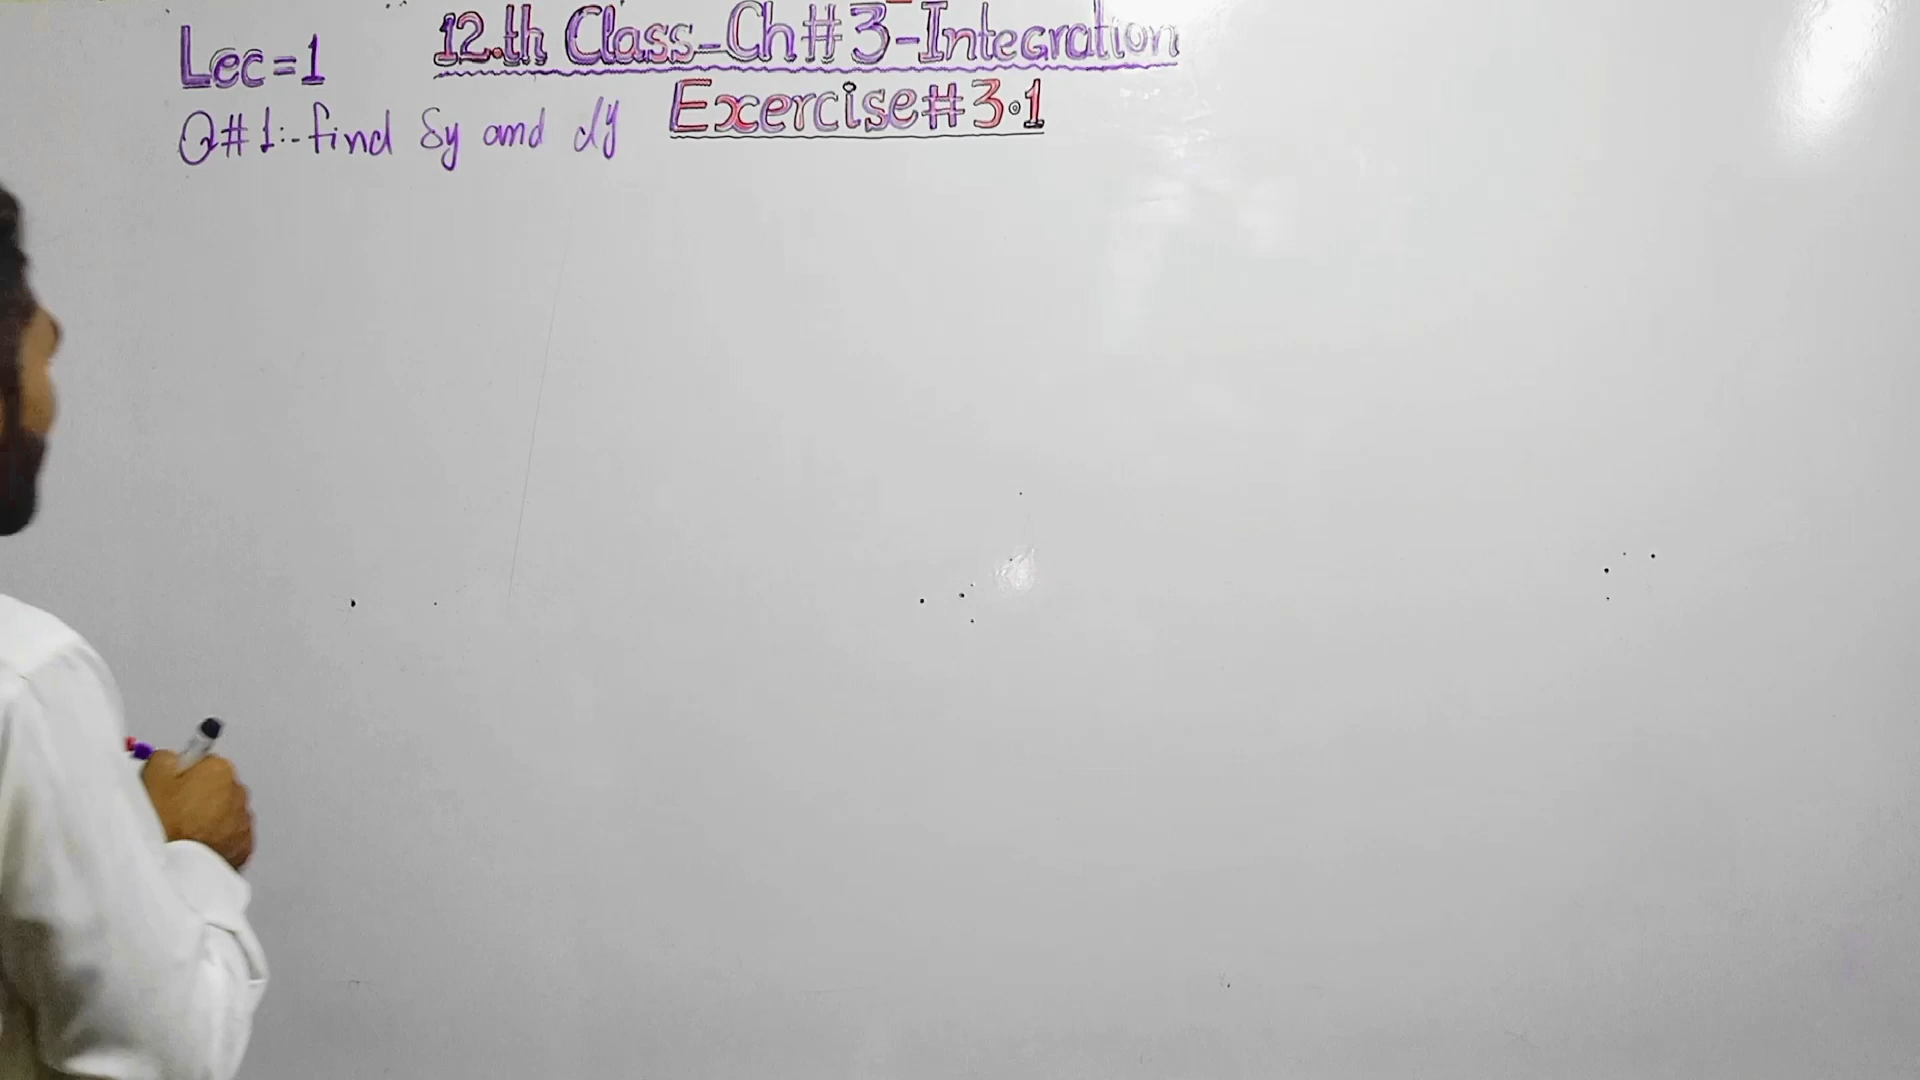 Lec=1
12.th Class-Ch#3-Integration
Exercise#3.1
Q#1:-find δy and dy